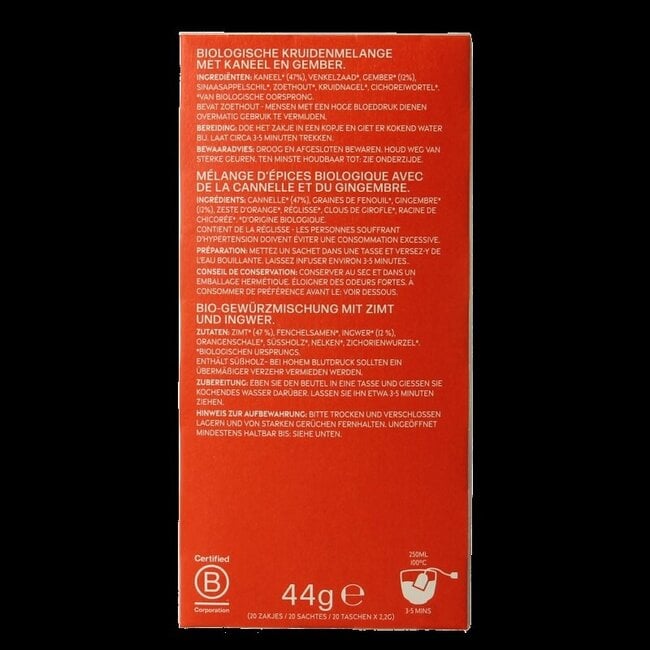 BIOLOGISCHE KRUIDENMELANGE
MET KANEEL EN GEMBER.
INGREDIËNTEN: KANEEL* (47%), VENKELZAAD*, GEMBER* (12%),
SINAASAPPELSCHIL*, ZOETHOUT*, KRUIDNAGEL*, CICHOREIWORTEL*.
*VAN BIOLOGISCHE OORSPRONG.
BEVAT ZOETHOUT - MENSEN MET EEN HOGE BLOEDDRUK DIENEN
OVERMATIG GEBRUIK TE VERMIJDEN.
BEREIDING: DOE HET ZAKJE IN EEN KOPJE EN GIET ER KOKEND WATER
BIJ. LAAT CIRCA 3-5 MINUTEN TREKKEN.
BEWAARADVIES: DROOG EN AFGESLOTEN BEWAREN. HOUD WEG VAN
STERKE GEUREN. TEN MINSTE HOUDBAAR TOT: ZIE ONDERZIJDE.
MÉLANGE D'ÉPICES BIOLOGIQUE AVEC
DE LA CANNELLE ET DU GINGEMBRE.
INGRÉDIENTS: CANNELLE* (47%), GRAINES DE FENOUIL*, GINGEMBRE*
(12%), ZESTE D'ORANGE*, RÉGLISSE*, CLOUS DE GIROFLE*, RACINE DE
CHICORÉE*. *D'ORIGINE BIOLOGIQUE.
CONTIENT DE LA RÉGLISSE - LES PERSONNES SOUFFRANT
D'HYPERTENSION DOIVENT ÉVITER UNE CONSOMMATION EXCESSIVE.
PRÉPARATION: METTEZ UN SACHET DANS UNE TASSE ET VERSEZ-Y DE
L'EAU BOUILLANTE. LAISSEZ INFUSER ENVIRON 3-5 MINUTES.
CONSEIL DE CONSERVATION: CONSERVER AU SEC ET DANS UN
EMBALLAGE HERMÉTIQUE. ÉLOIGNER DES ODEURS FORTES. À
CONSOMMER DE PRÉFÉRENCE AVANT LE: VOIR DESSOUS.
BIO-GEWÜRZMISCHUNG MIT ZIMT
UND INGWER.
ZUTATEN: ZIMT* (47 %), FENCHELSAMEN*, INGWER* (12 %),
ORANGENSCHALE*, SÜSSHOLZ*, NELKEN*, ZICHORIENWURZEL*.
*BIOLOGISCHEN URSPRUNGS.
ENTHÄLT SÜßHOLZ- BEI HOHEM BLUTDRUCK SOLLTEN EIN
ÜBERMÄßIGER VERZEHR VERMIEDEN WERDEN.
ZUBEREITUNG: EBEN SIE DEN BEUTEL IN EINE TASSE UND GIESSEN SIE
KOCHENDES WASSER DARÜBER. LASSEN SIE IHN ETWA 3-5 MINUTEN
ZIEHEN.
HINWEIS ZUR AUFBEWAHRUNG: BITTE TROCKEN UND VERSCHLOSSEN
LAGERN UND VON STARKEN GERÜCHEN FERNHALTEN. UNGEÖFFNET
MINDESTENS HALTBAR BIS: SIEHE UNTEN.
Certified
B
Corporation
44g e
(20 ZAKJES / 20 SACHTES / 20 TASCHEN X 2,2G)
250ML
100°C
3-5 MINS